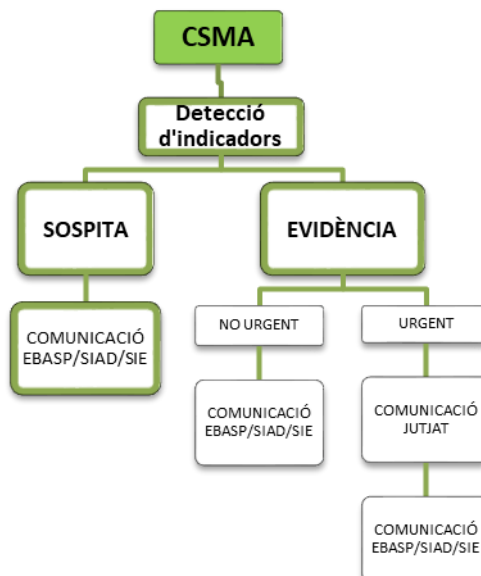 CSMA
Detecció
d'indicadors
SOSPITA
EVIDÈNCIA
COMUNICACIÓ
EBASP/SIAD/SIE
NO URGENT
URGENT
COMUNICACIÓ
EBASP/SIAD/SIE
COMUNICACIÓ
JUTJAT
COMUNICACIÓ
EBASP/SIAD/SIE